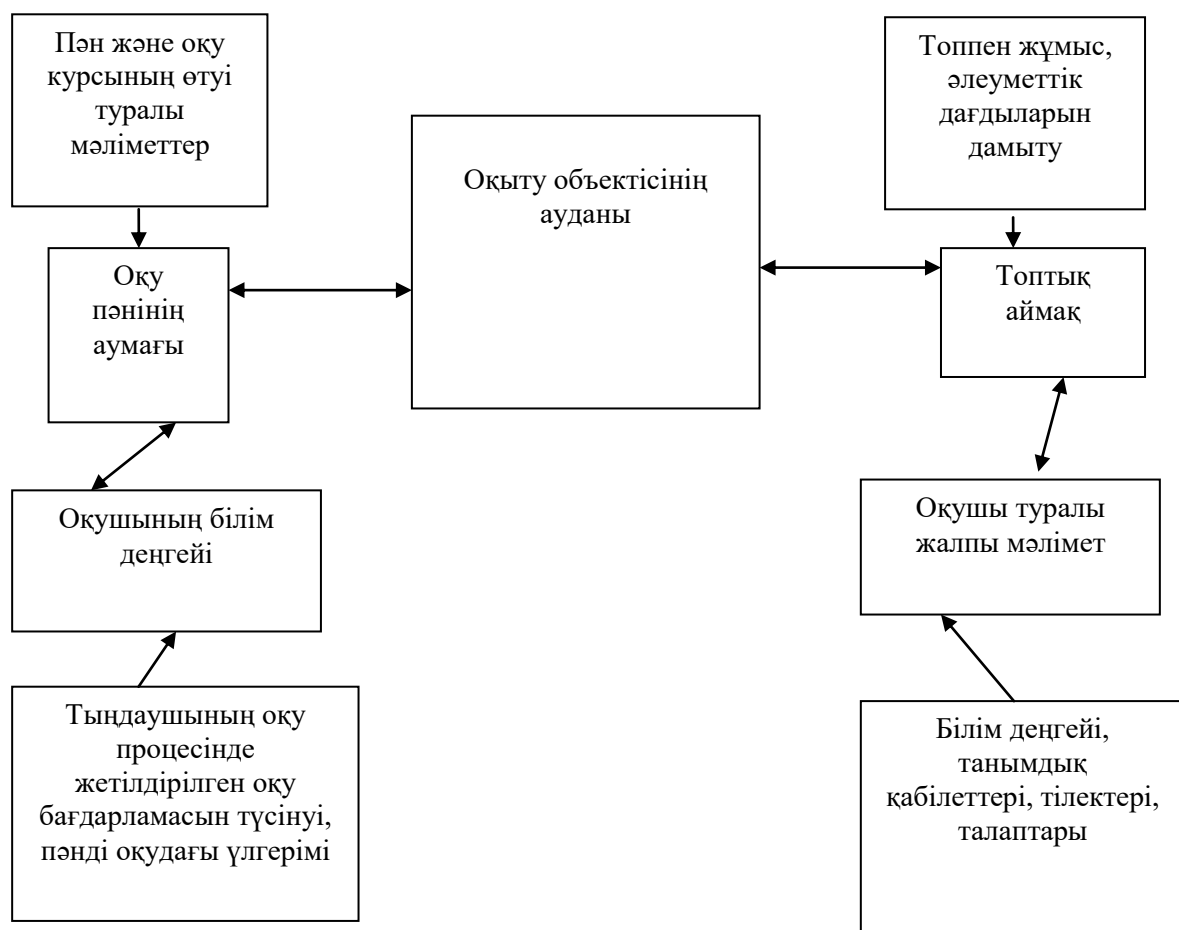 Пән және оқу
курсының өтуі
туралы
мәліметтер
Топпен жұмыс,
әлеуметтік
дағдыларын
дамыту
Оқыту объектісінің
ауданы
Оқу
пәнінің
аумағы
Топтық
аймақ
Оқушының білім
деңгейі
Оқушы туралы
жалпы мәлімет
Тыңдаушының оқу
процесінде
жетілдірілген оқу
бағдарламасын түсінуі,
пәнді оқудағы үлгерімі
Білім деңгейі,
танымдық
қабілеттері, тілектері,
талаптары